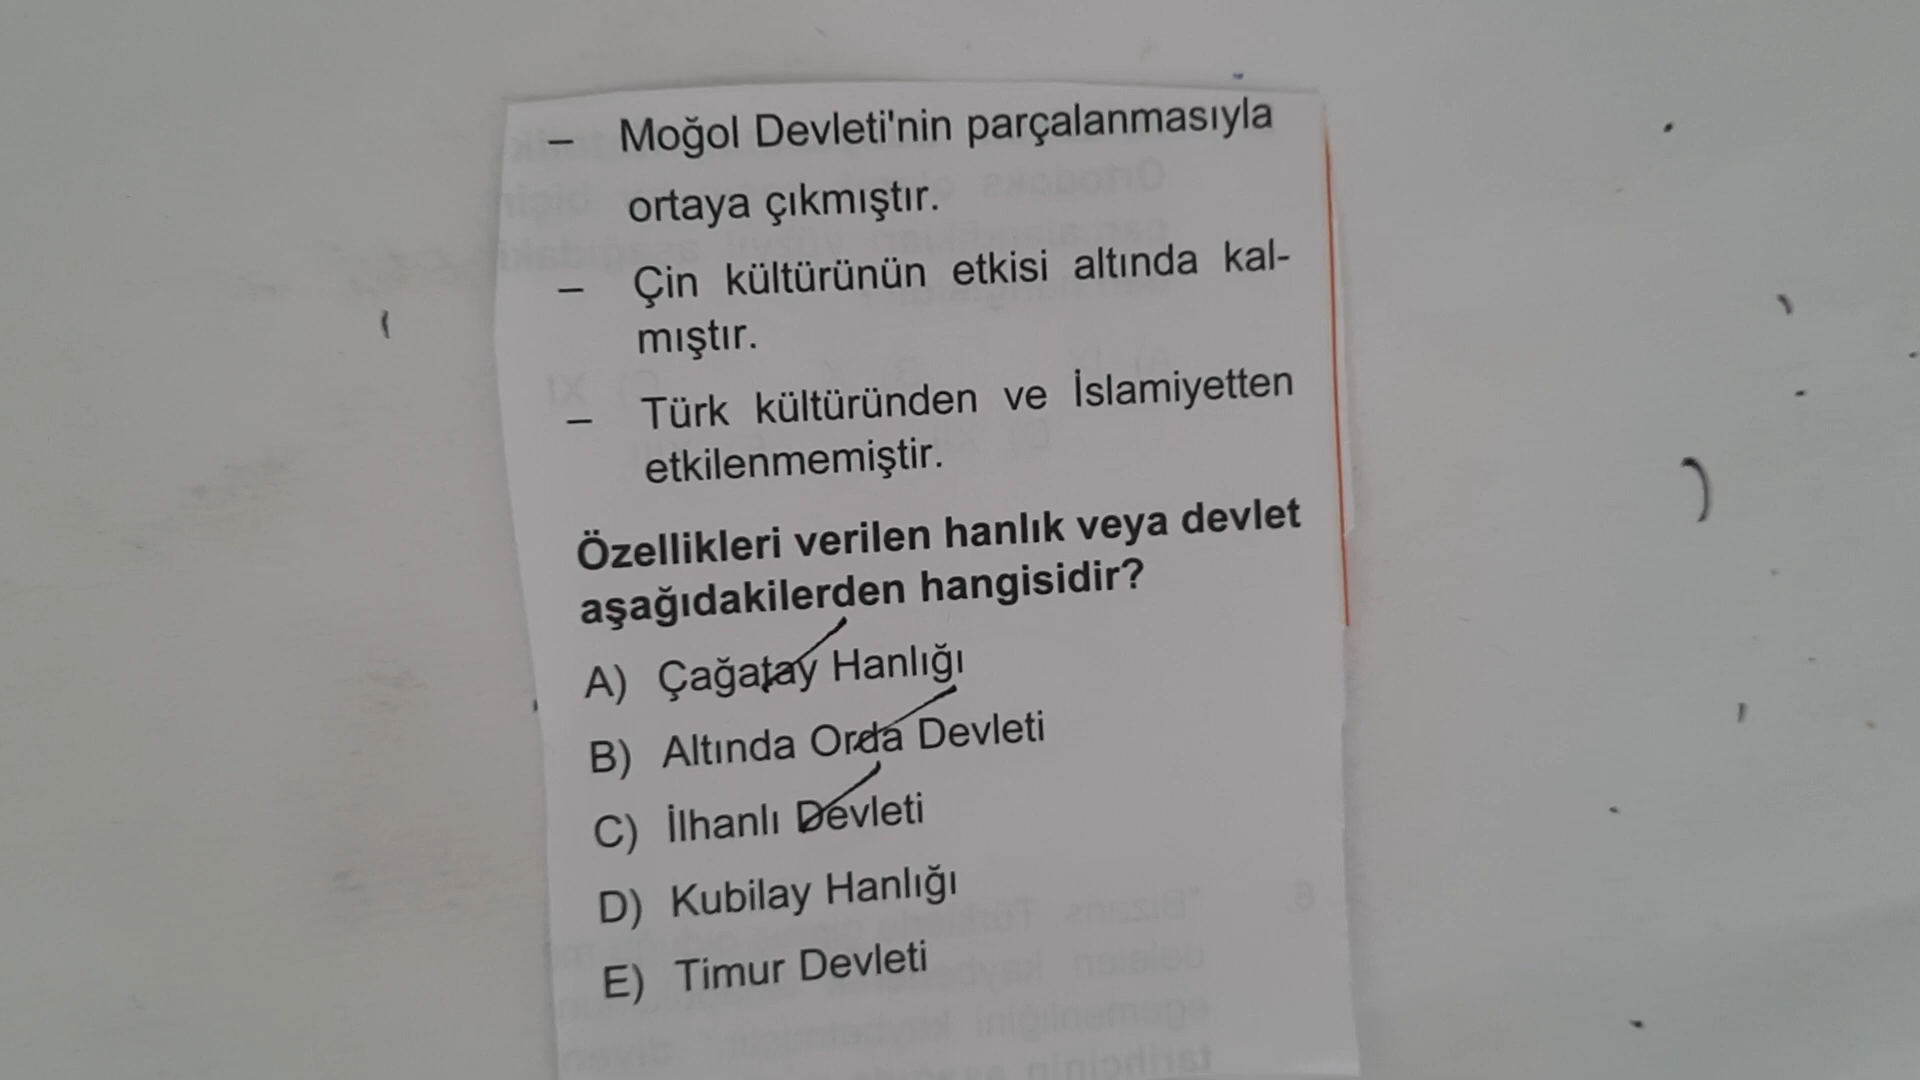 – Moğol Devleti'nin parçalanmasıyla
ortaya çıkmıştır.
– Çin kültürünün etkisi altında kal-
mıştır.
– Türk kültüründen ve İslamiyetten
etkilenmemiştir.
Özellikleri verilen hanlık veya devlet
aşağıdakilerden hangisidir?
A) Çağatay Hanlığı
B) Altında Orda Devleti
C) İlhanlı Devleti
D) Kubilay Hanlığı
E) Timur Devleti